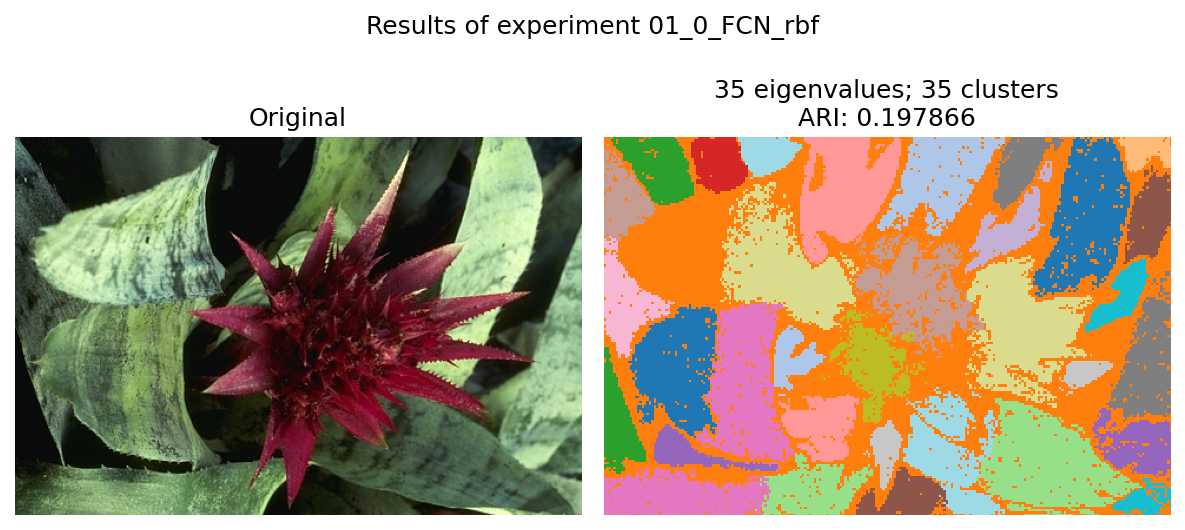 Results of experiment 01_0_FCN_rbf
Original
35 eigenvalues; 35 clusters
ARI: 0.197866